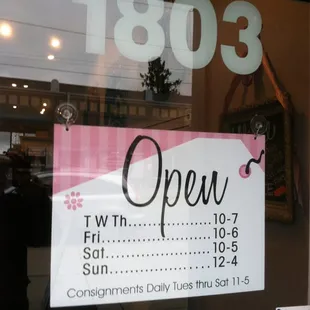 1803
Open
T W Th.................10-7
Fri.......................10-6
Sat......................10-5
Sun.....................12-4
Consignments Daily Tues thru Sat 11-5